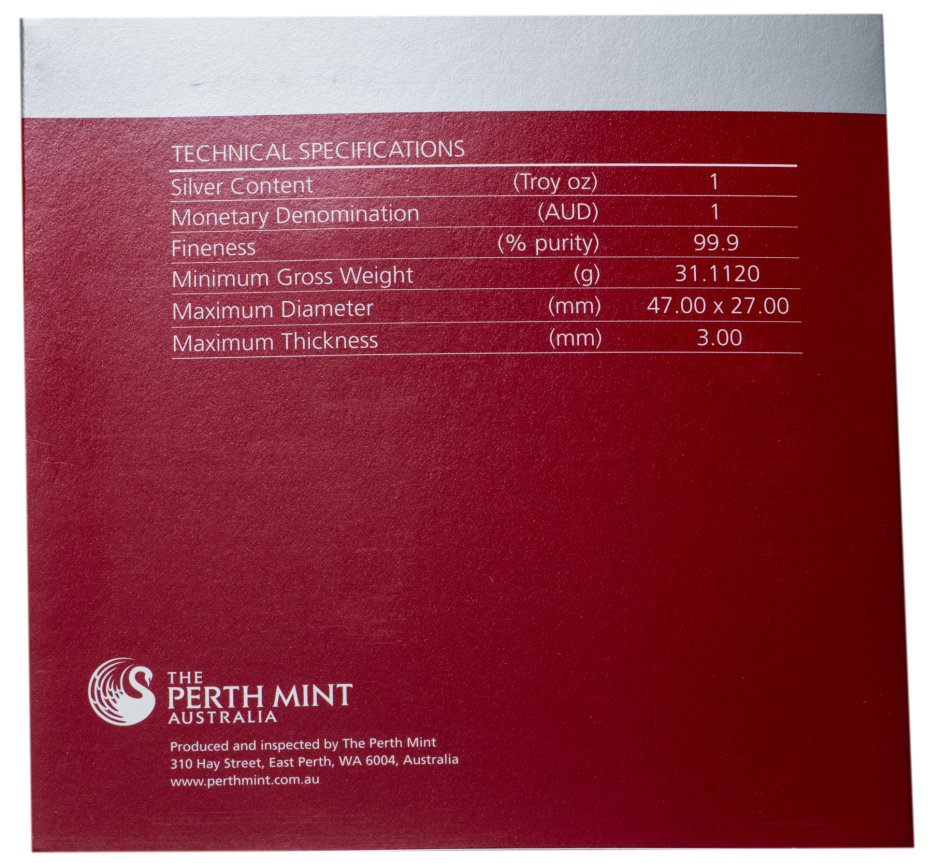 TECHNICAL SPECIFICATIONS
Silver Content (Troy oz) 1
Monetary Denomination (AUD) 1
Fineness (% purity) 99.9
Minimum Gross Weight (g) 31.1120
Maximum Diameter (mm) 47.00 x 27.00
Maximum Thickness (mm) 3.00
THE
PERTH MINT
AUSTRALIA
Produced and inspected by The Perth Mint
310 Hay Street, East Perth, WA 6004, Australia
www.perthmint.com.au